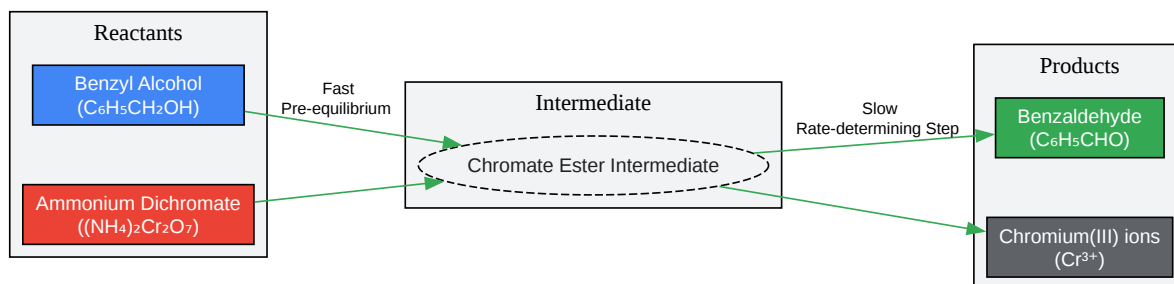 Reactants
Benzyl Alcohol
(C₆H₅CH₂OH)
Ammonium Dichromate
((NH₄)₂Cr₂O₇)
Fast
Pre-equilibrium
Intermediate
Chromate Ester Intermediate
Slow
Rate-determining Step
Products
Benzaldehyde
(C₆H₅CHO)
Chromium(III) ions
(Cr³⁺)